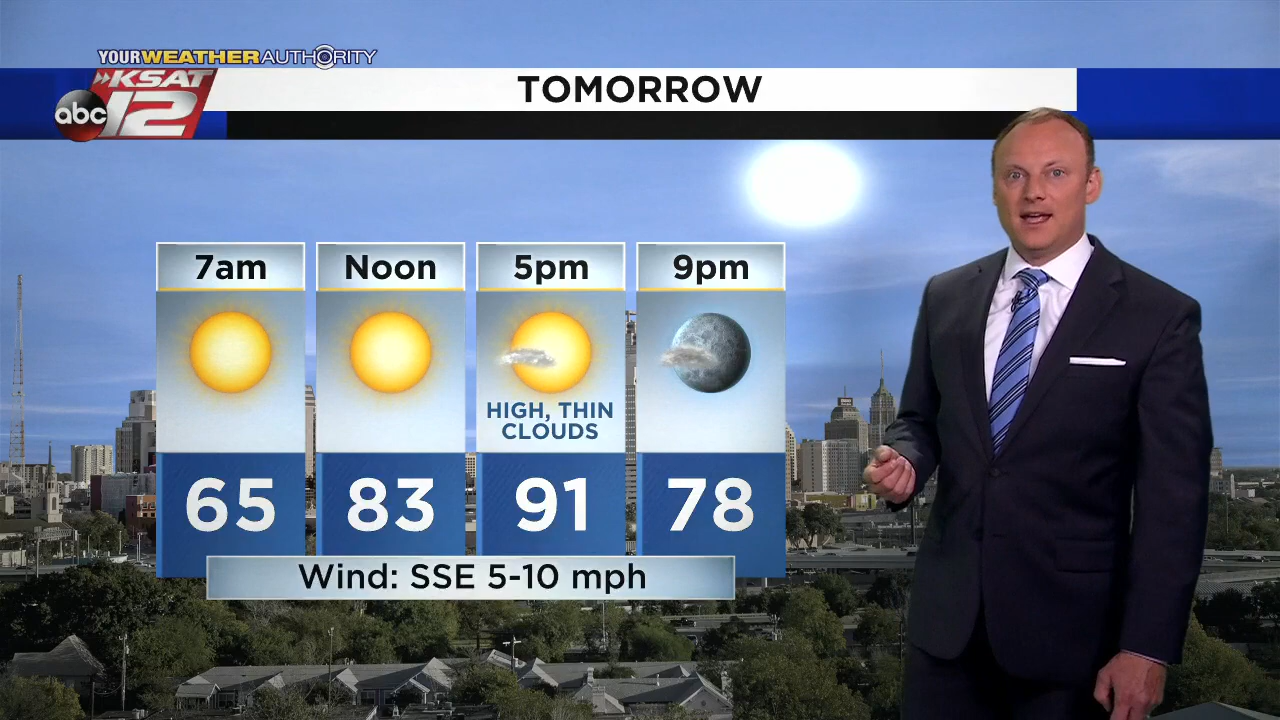 YOURWEATHERAUTHORITY
KSAT
abc 12
TOMORROW
7am Noon 5pm 9pm
HIGH, THIN
CLOUDS
65 83 91 78
Wind: SSE 5-10 mph